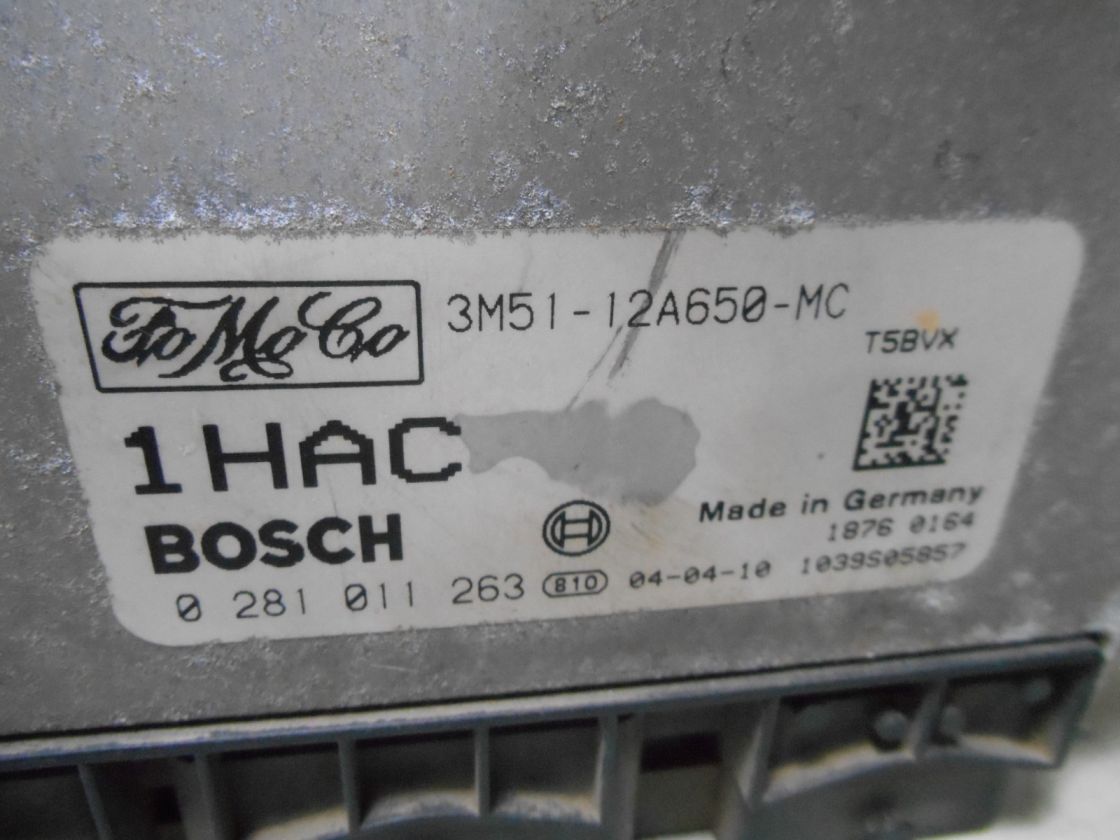 FoMoCo 3M51-12A650-MC
T5BVX
1HAC
Made in Germany
BOSCH
1876 0164
0 281 011 263 810 04-04-10 1039S05857